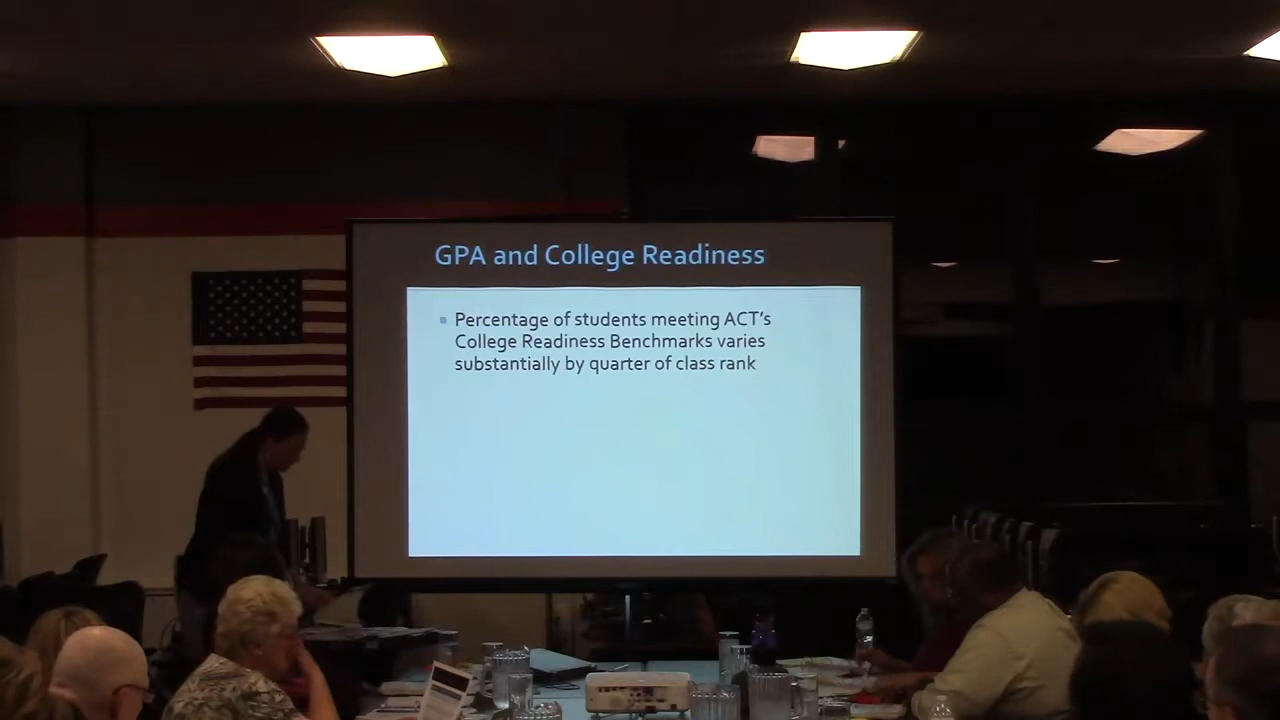 GPA and College Readiness
Percentage of students meeting ACT's
College Readiness Benchmarks varies
substantially by quarter of class rank